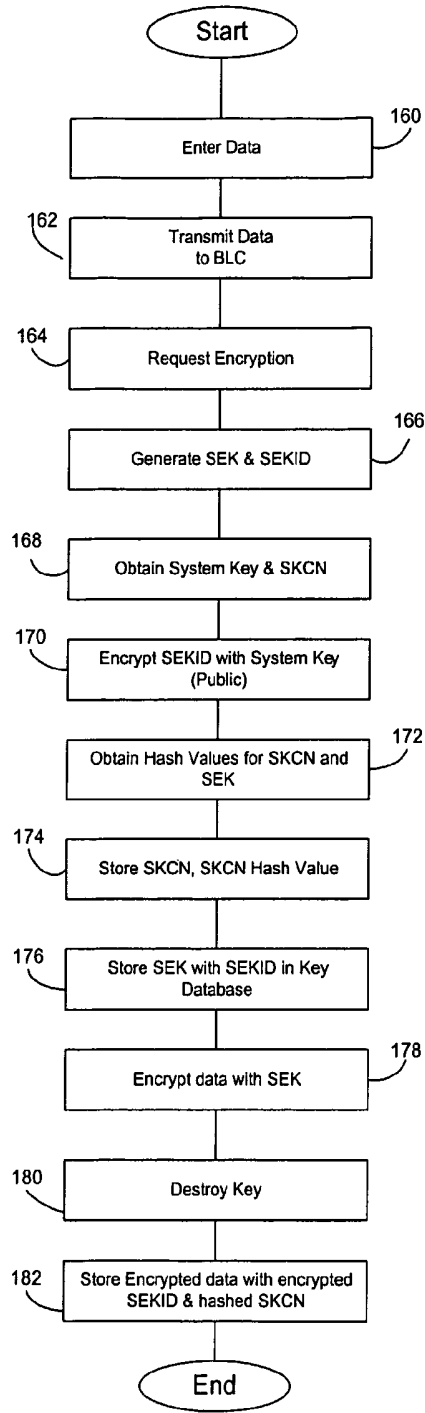 Start
160
Enter Data
162
Transmit Data
to BLC
164
Request Encryption
166
Generate SEK & SEKID
168
Obtain System Key & SKCN
170
Encrypt SEKID with System Key
(Public)
172
Obtain Hash Values for SKCN and
SEK
174
Store SKCN, SKCN Hash Value
176
Store SEK with SEKID in Key
Database
178
Encrypt data with SEK
180
Destroy Key
182
Store Encrypted data with encrypted
SEKID & hashed SKCN
End